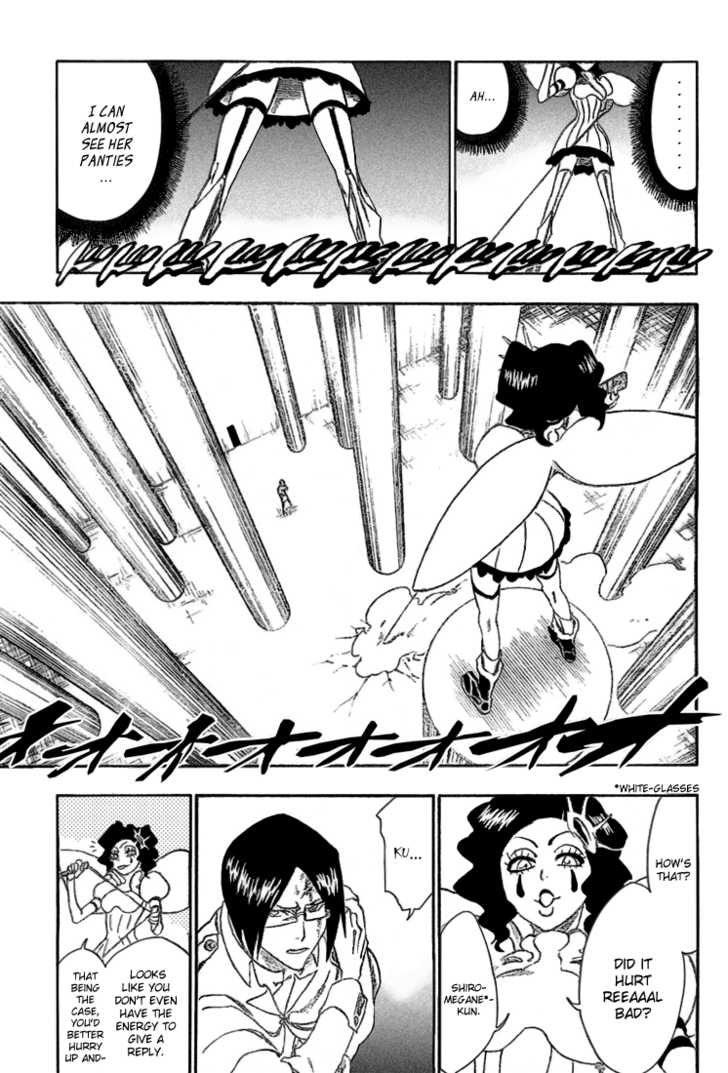 . . . . . . .
AH...
I CAN
ALMOST
SEE HER
PANTIES
...
*WHITE-GLASSES
HOW'S
THAT?
DID IT
HURT
REEAAAL
BAD?
SHIRO-
MEGANE*-
KUN.
KU...
LOOKS
LIKE YOU
DON'T EVEN
HAVE THE
ENERGY TO
GIVE A
REPLY.
THAT
BEING
THE
CASE,
YOU'D
BETTER
HURRY
UP AND-